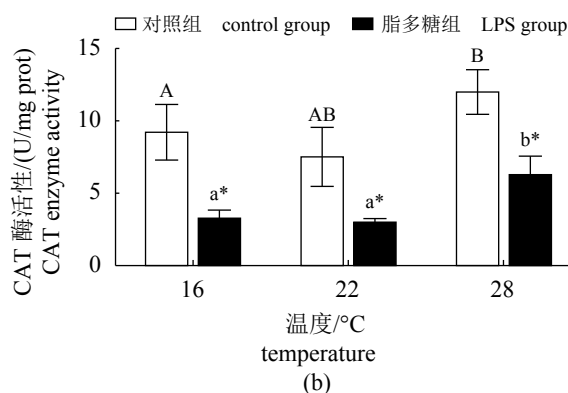 对照组 control group 脂多糖组 LPS group
(b)
CAT 酶活性/(U/mg prot)
CAT enzyme activity
15
10
5
0
A
a*
AB
a*
B
b*
16 22 28
温度/°C
temperature
(b)